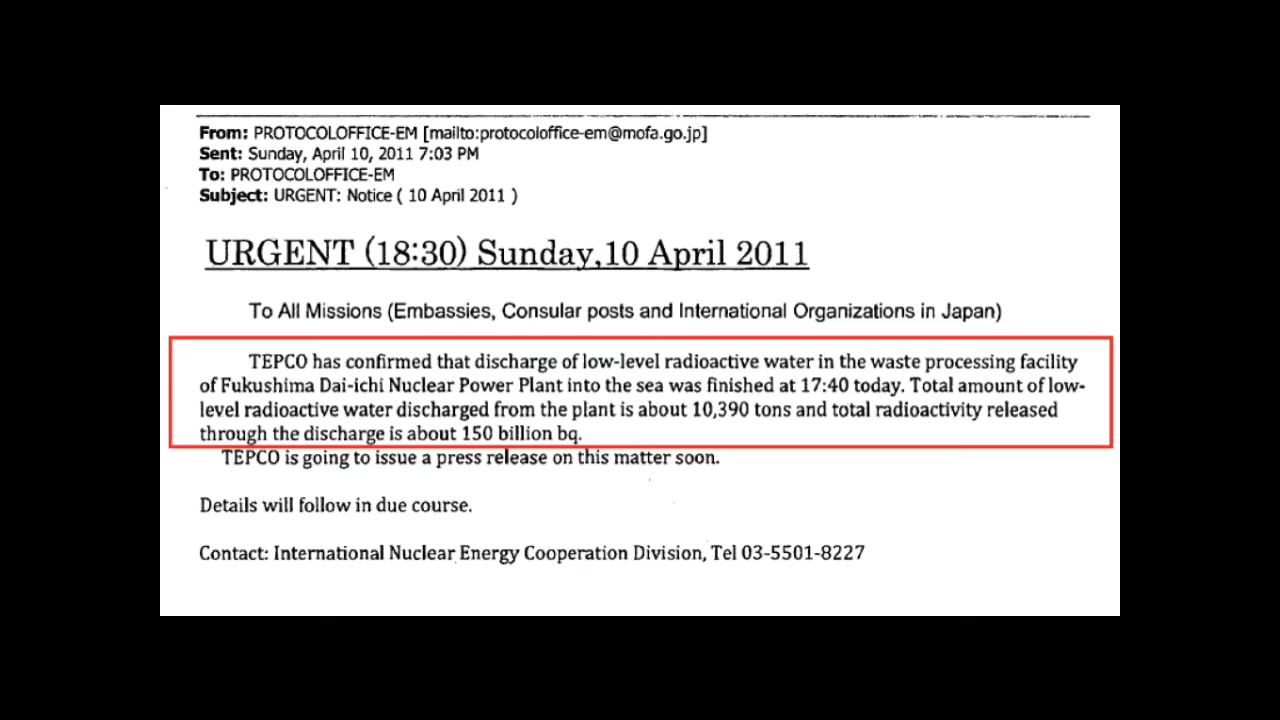 From: PROTOCOLOFFICE-EM [mailto:protocoloffice-em@mofa.go.jp]
Sent: Sunday, April 10, 2011 7:03 PM
To: PROTOCOLOFFICE-EM
Subject: URGENT: Notice ( 10 April 2011 )
URGENT (18:30) Sunday,10 April 2011
To All Missions (Embassies, Consular posts and International Organizations in Japan)
TEPCO has confirmed that discharge of low-level radioactive water in the waste processing facility
of Fukushima Dai-ichi Nuclear Power Plant into the sea was finished at 17:40 today. Total amount of low-
level radioactive water discharged from the plant is about 10,390 tons and total radioactivity released
through the discharge is about 150 billion bq.
TEPCO is going to issue a press release on this matter soon.
Details will follow in due course.
Contact: International Nuclear Energy Cooperation Division, Tel 03-5501-8227